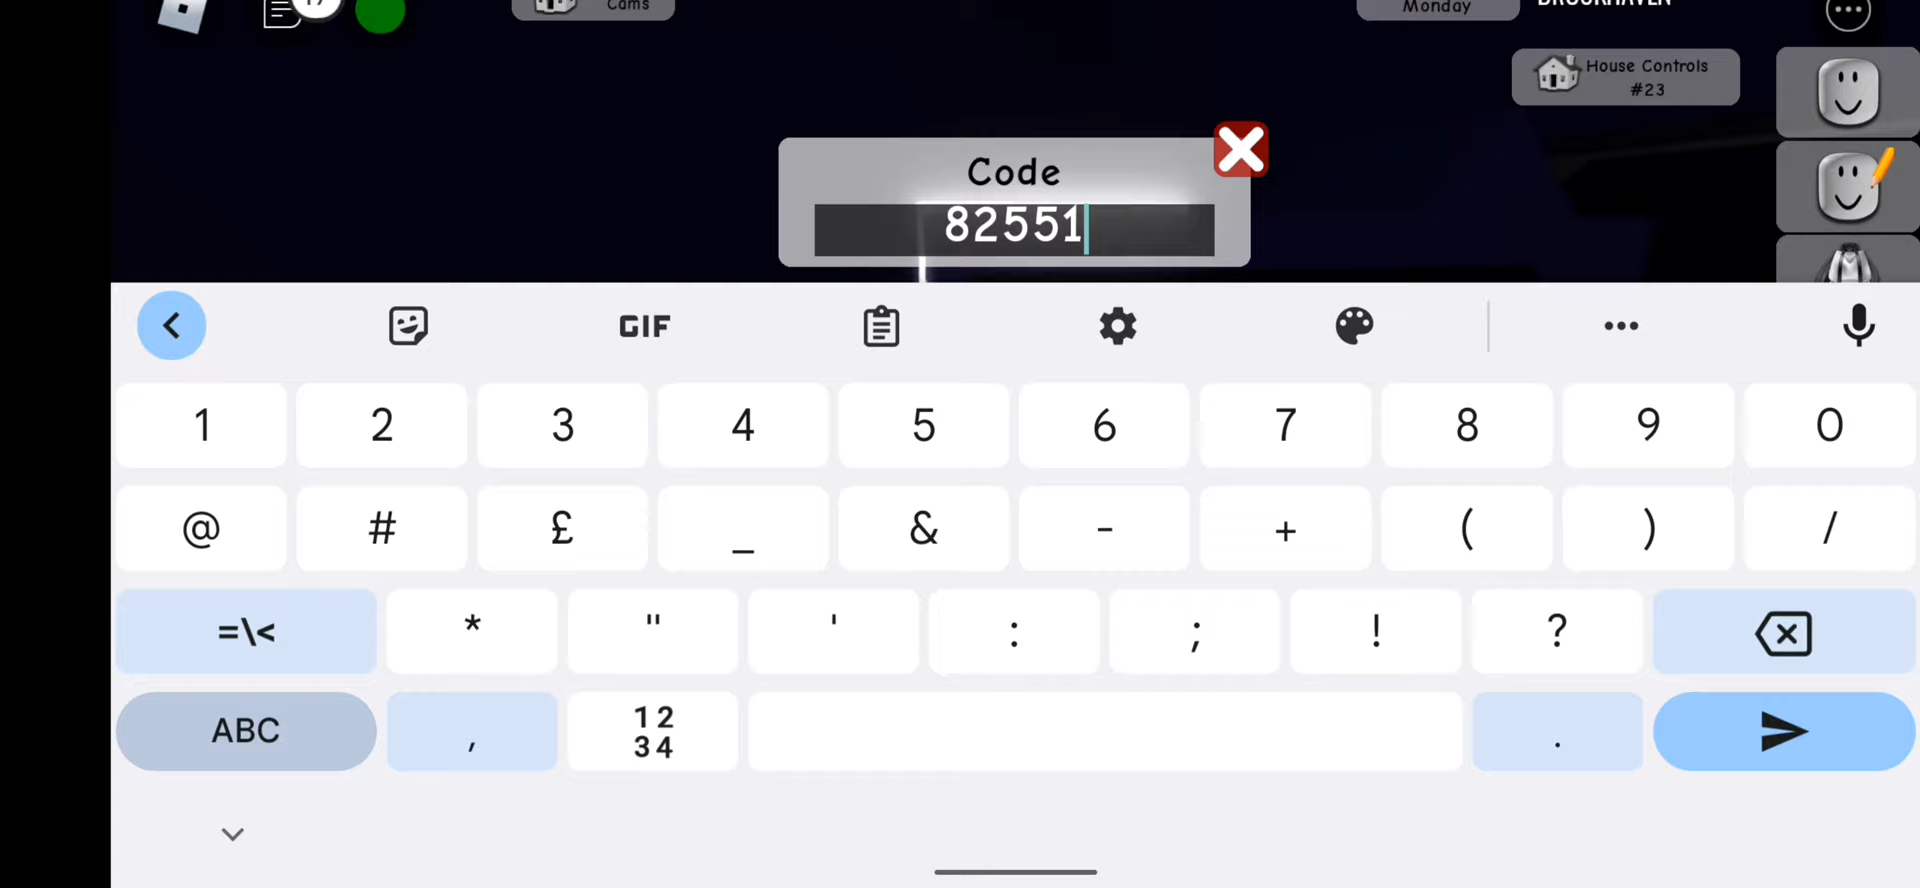 Cams
Monday
BROOKHAVEN
House Controls
#23
Code
82551
GIF
1 2 3 4 5 6 7 8 9 0
@ # £ _ & - + ( ) /
=\< * " ' : ; ! ?
ABC , 12 .
34